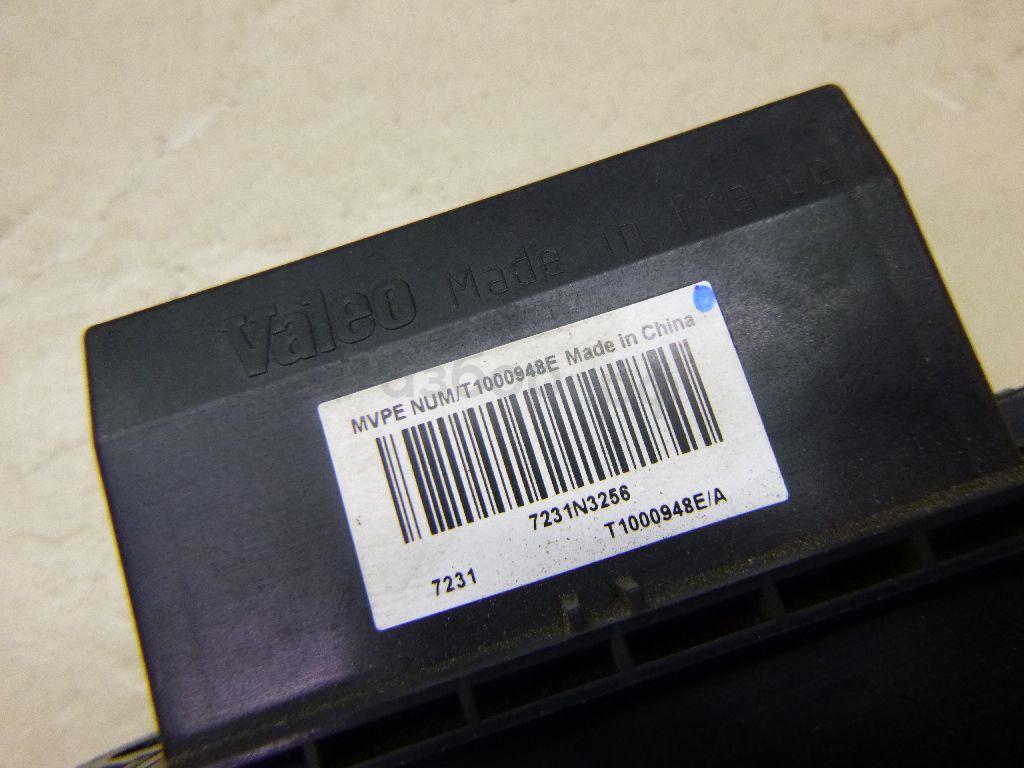 Valeo Made in France
MVPE NUM/T1000948E Made in China
7231N3256
T1000948E/A
7231